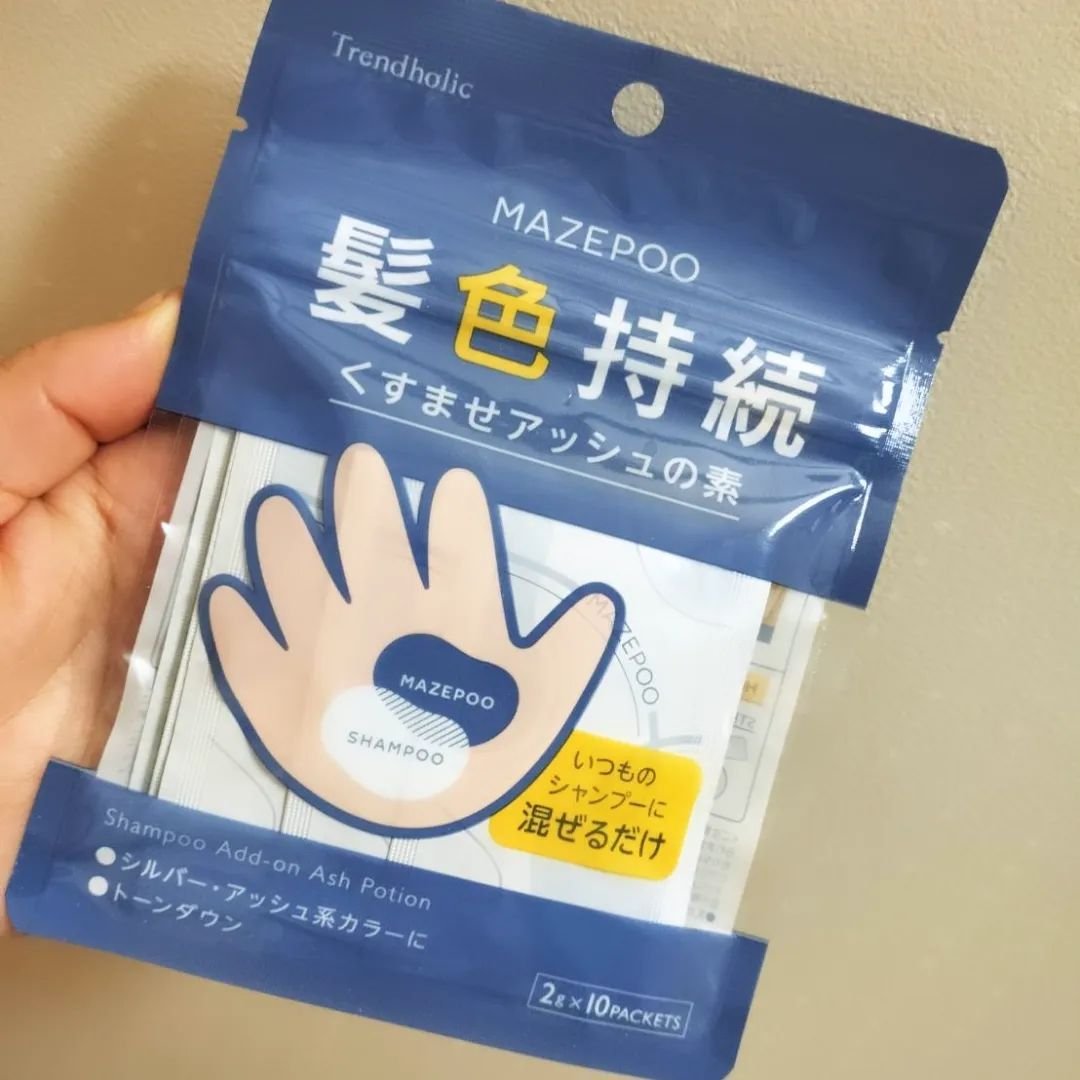 Trendholic
MAZEPOO
髪色持続
くすませアッシュの素
MAZEPOO
MAZEPOO
SHAMPOO
いつもの
シャンプーに
混ぜるだけ
Shampoo Add-on Ash Potion
●シルバー・アッシュ系カラーに
●トーンダウン
2g×10PACKETS